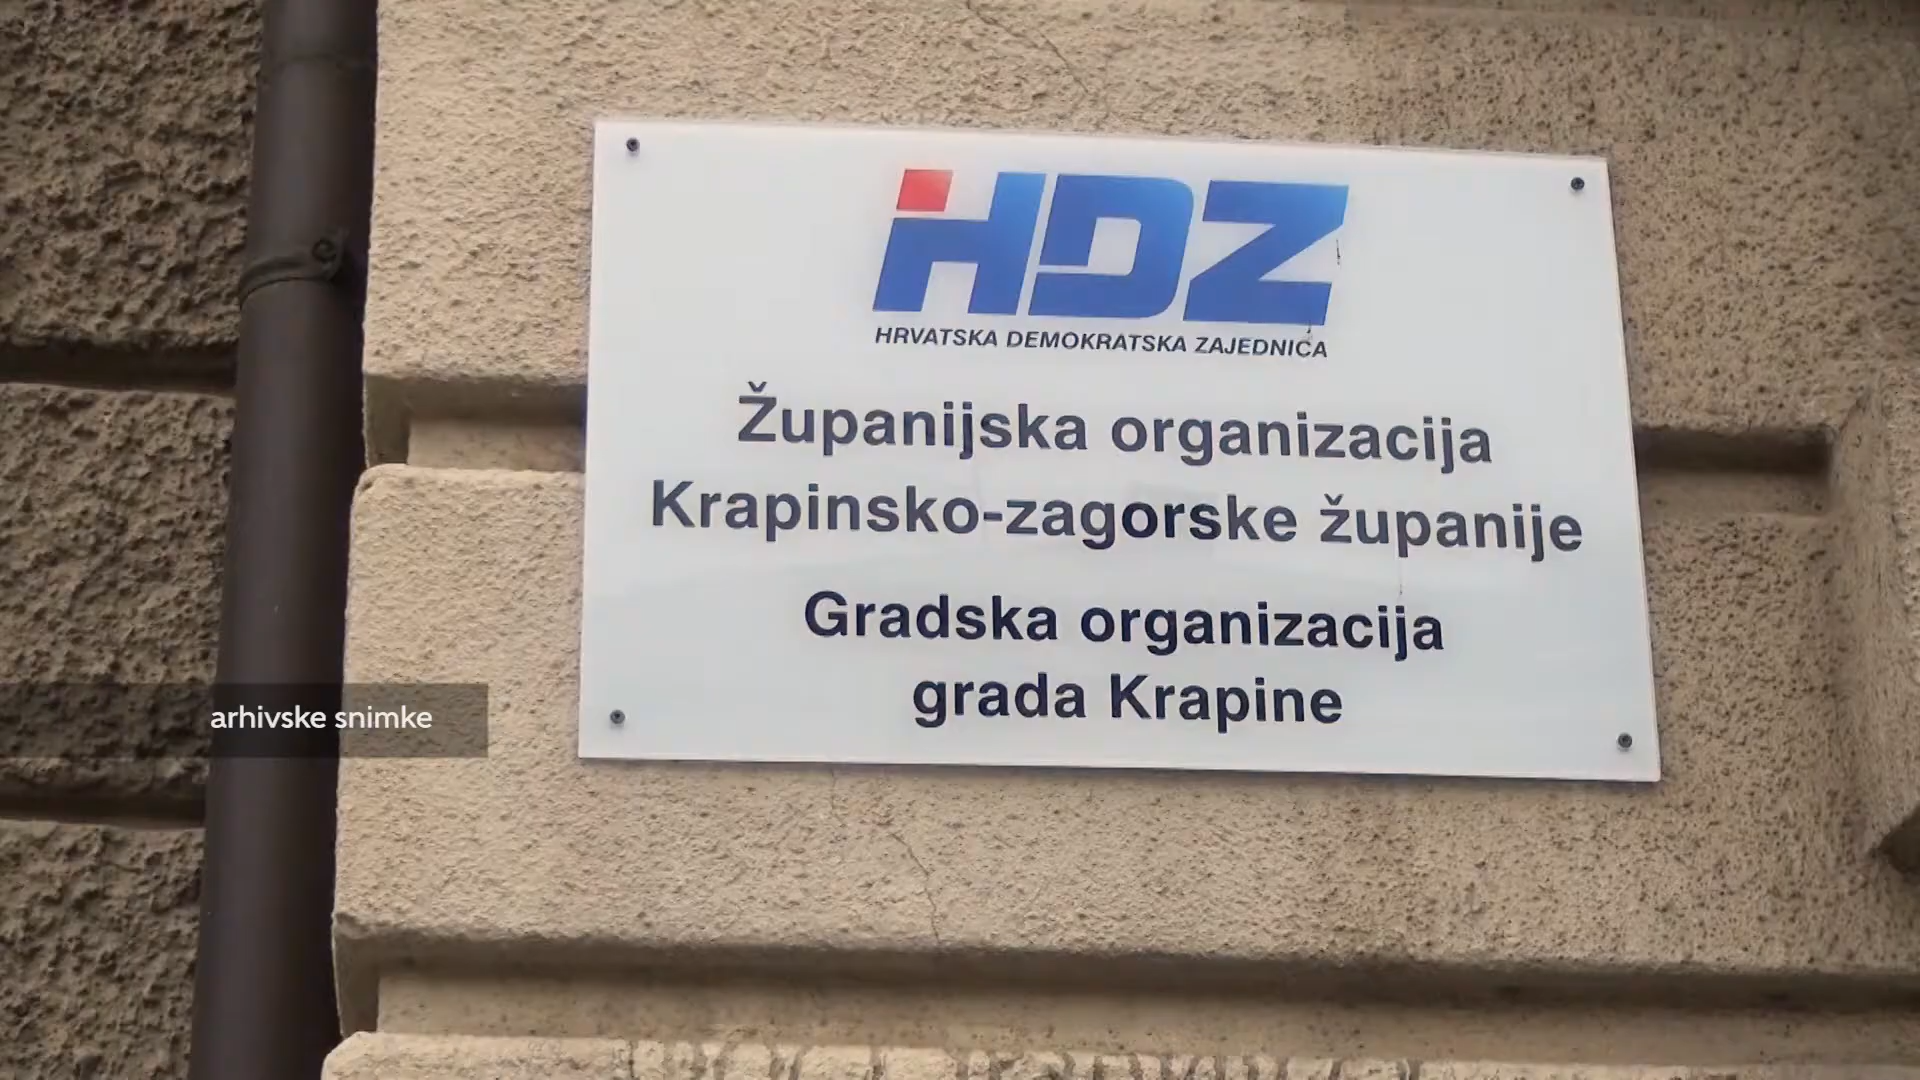 HDZ
HRVATSKA DEMOKRATSKA ZAJEDNICA
Županijska organizacija
Krapinsko-zagorske županije
Gradska organizacija
grada Krapine
arhivske snimke